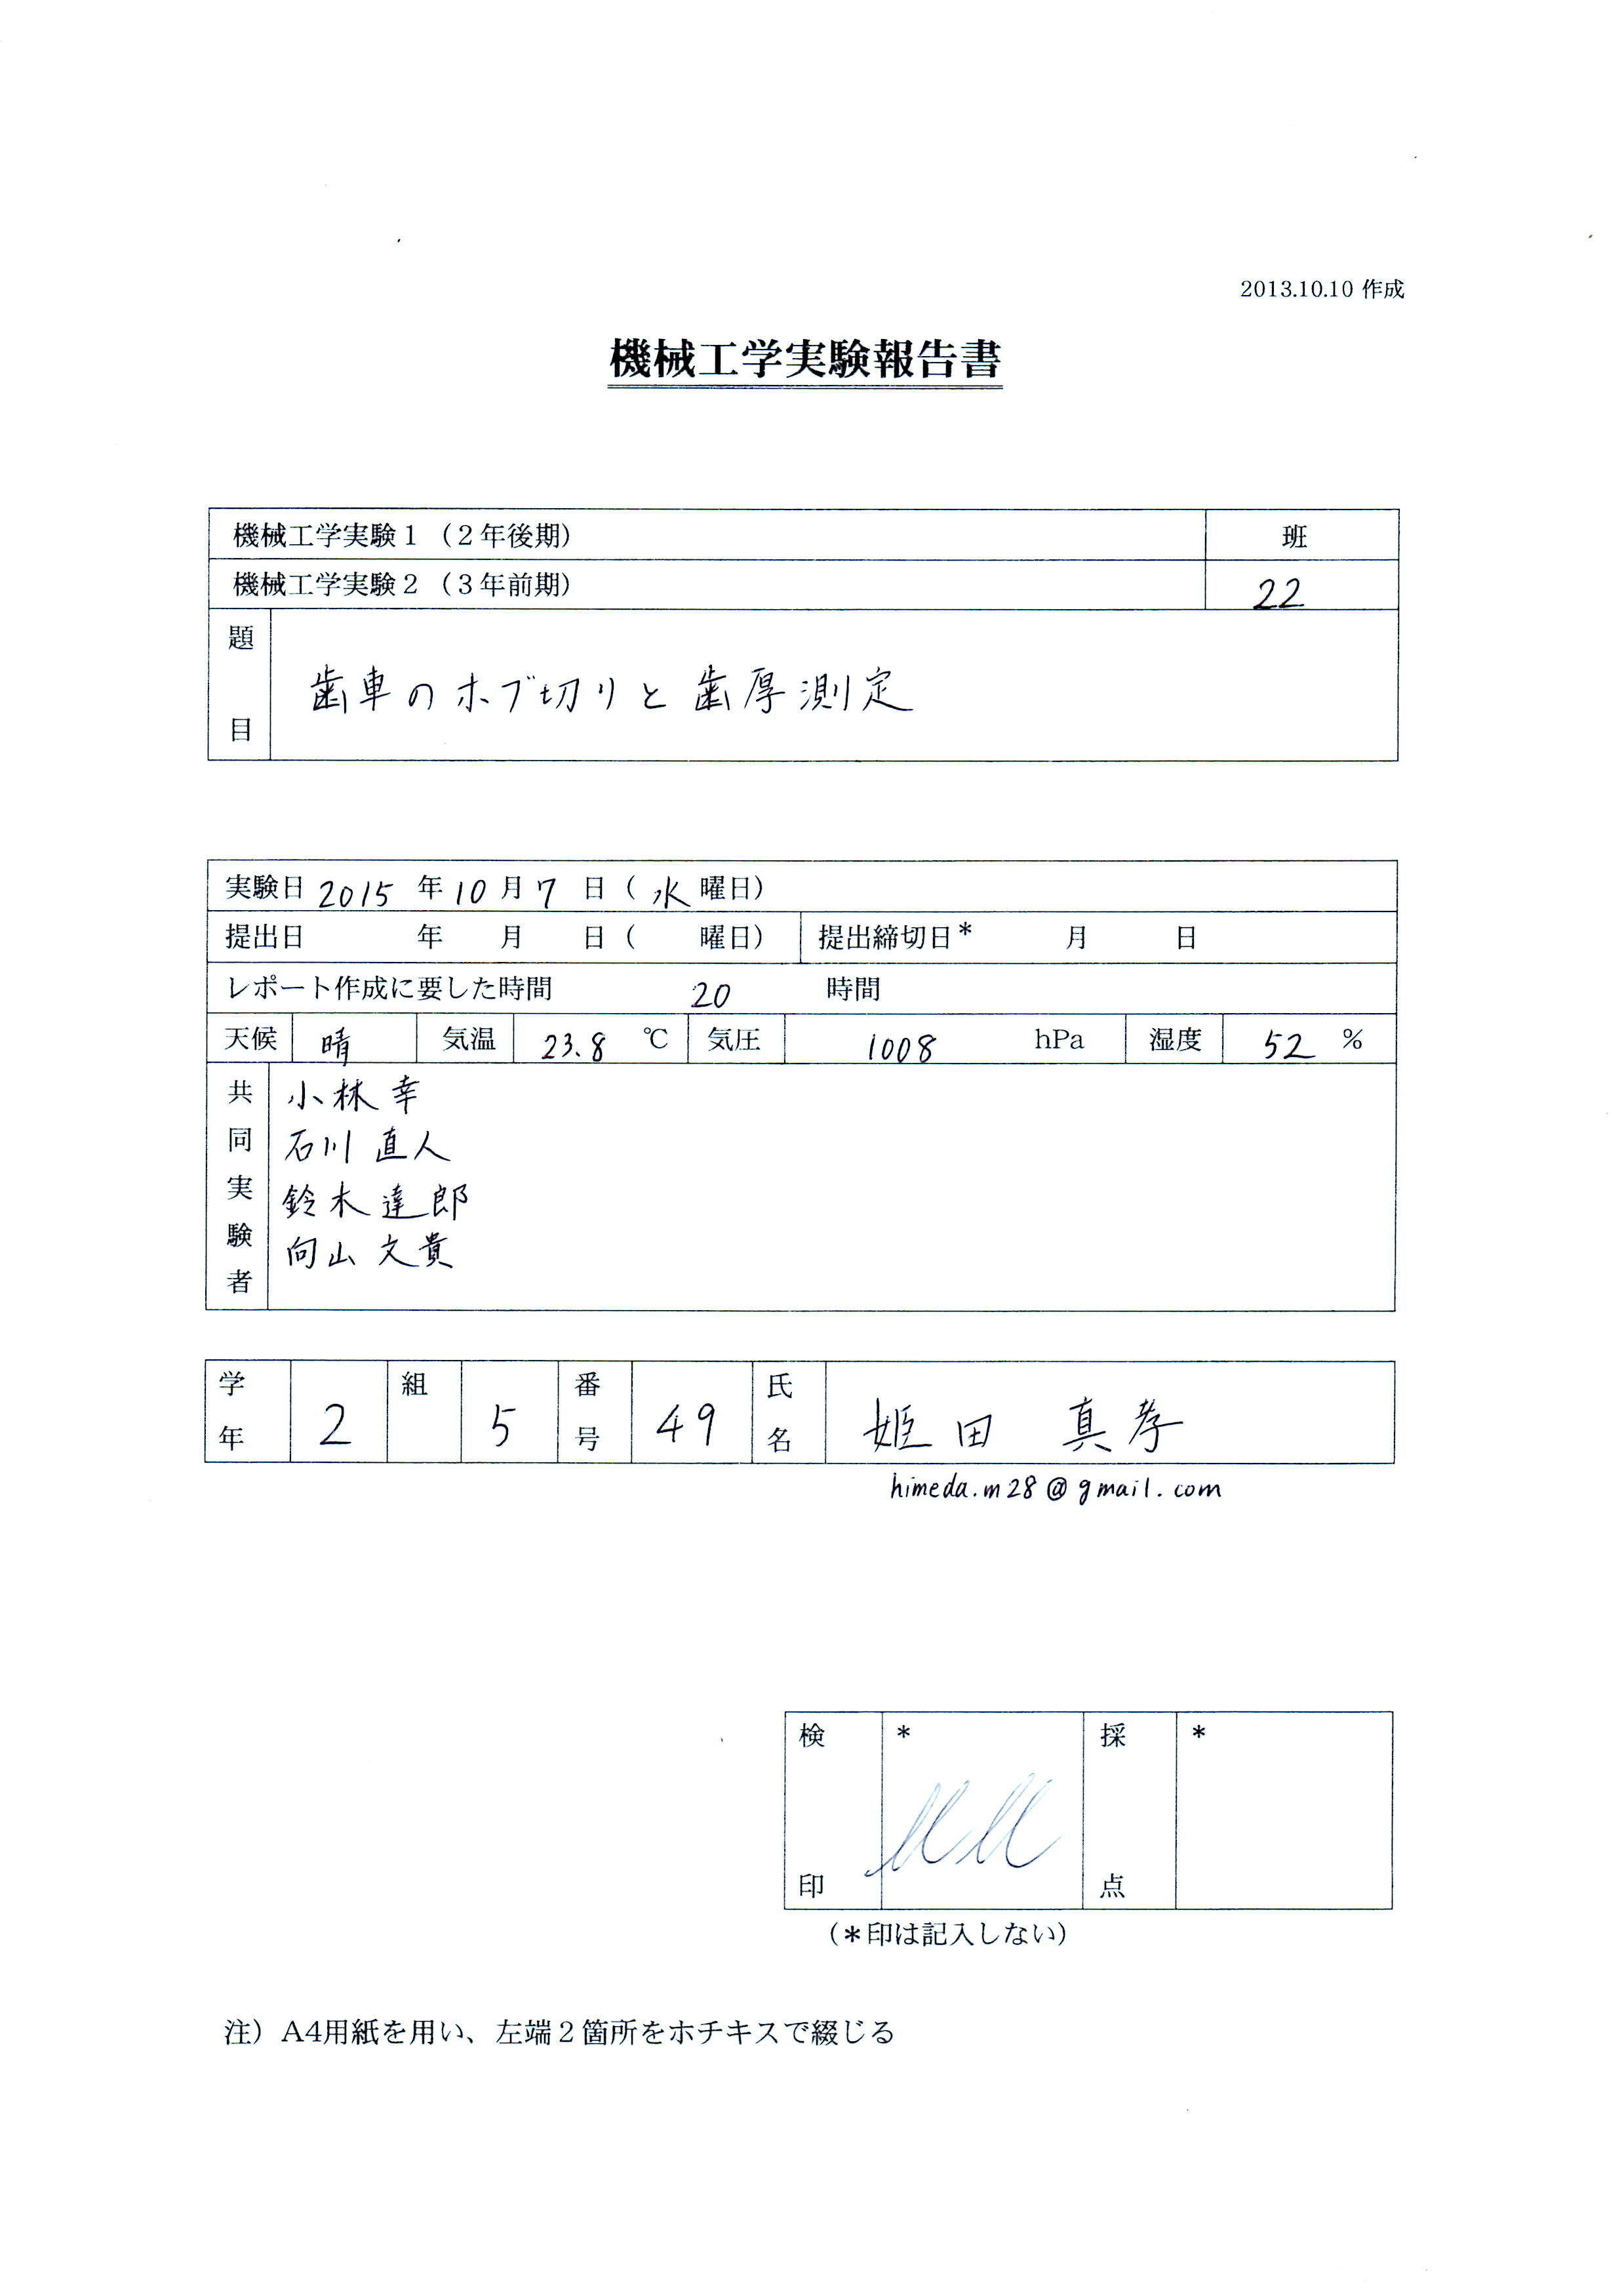 2013.10.10 作成
機械工学実験報告書
機械工学実験1（2年後期） 班
機械工学実験2（3年前期） 22
題目 歯車のホブ切りと歯厚測定
実験日 2015 年 10 月 7 日（ 水 曜日）
提出日 年 月 日（ 曜日） 提出締切日* 月 日
レポート作成に要した時間 20 時間
天候 晴 気温 23.8 ℃ 気圧 1008 hPa 湿度 52 %
共同実験者
小林 幸
石川 直人
鈴木 達郎
向山 文貴
学年 2 組 5 番号 49 氏名 姫田 真孝
himeda.m28@gmail.com
検印 * 採点 *
（*印は記入しない）
注）A4用紙を用い、左端2箇所をホチキスで綴じる